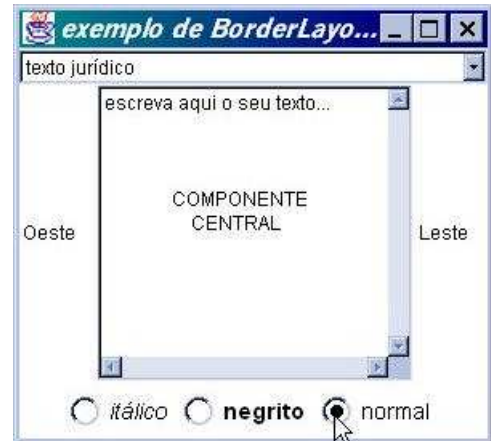 exemplo de BorderLayo...
texto jurídico
escreva aqui o seu texto...
COMPONENTE
CENTRAL
Oeste
Leste
itálico negrito normal